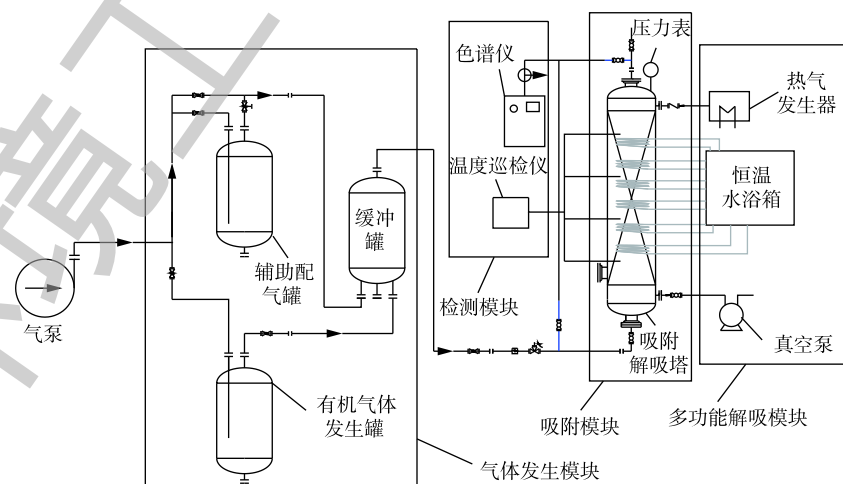 压力表
色谱仪
热气
发生器
温度巡检仪
恒温
水浴箱
缓冲
罐
辅助配
气罐
检测模块
气泵
吸附
解吸塔
真空泵
有机气体
发生罐
吸附模块
多功能解吸模块
气体发生模块
境工